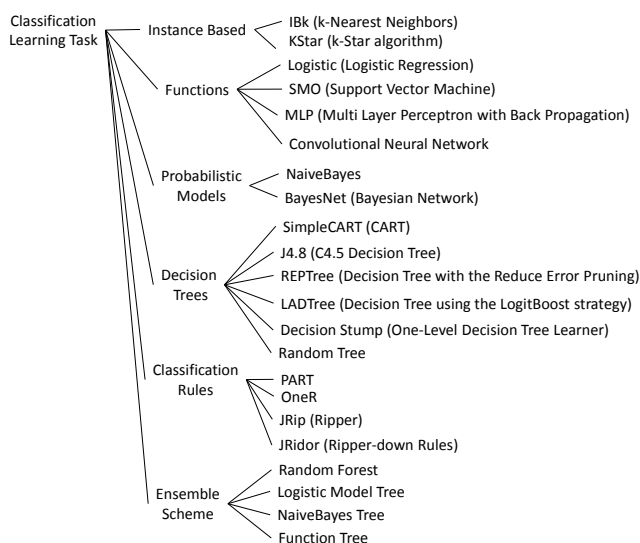 Classification
Learning Task
Instance Based
IBk (k-Nearest Neighbors)
KStar (k-Star algorithm)
Functions
Logistic (Logistic Regression)
SMO (Support Vector Machine)
MLP (Multi Layer Perceptron with Back Propagation)
Convolutional Neural Network
Probabilistic
Models
NaiveBayes
BayesNet (Bayesian Network)
Decision
Trees
SimpleCART (CART)
J4.8 (C4.5 Decision Tree)
REPTree (Decision Tree with the Reduce Error Pruning)
LADTree (Decision Tree using the LogitBoost strategy)
Decision Stump (One-Level Decision Tree Learner)
Random Tree
Classification
Rules
PART
OneR
JRip (Ripper)
JRidor (Ripper-down Rules)
Ensemble
Scheme
Random Forest
Logistic Model Tree
NaiveBayes Tree
Function Tree